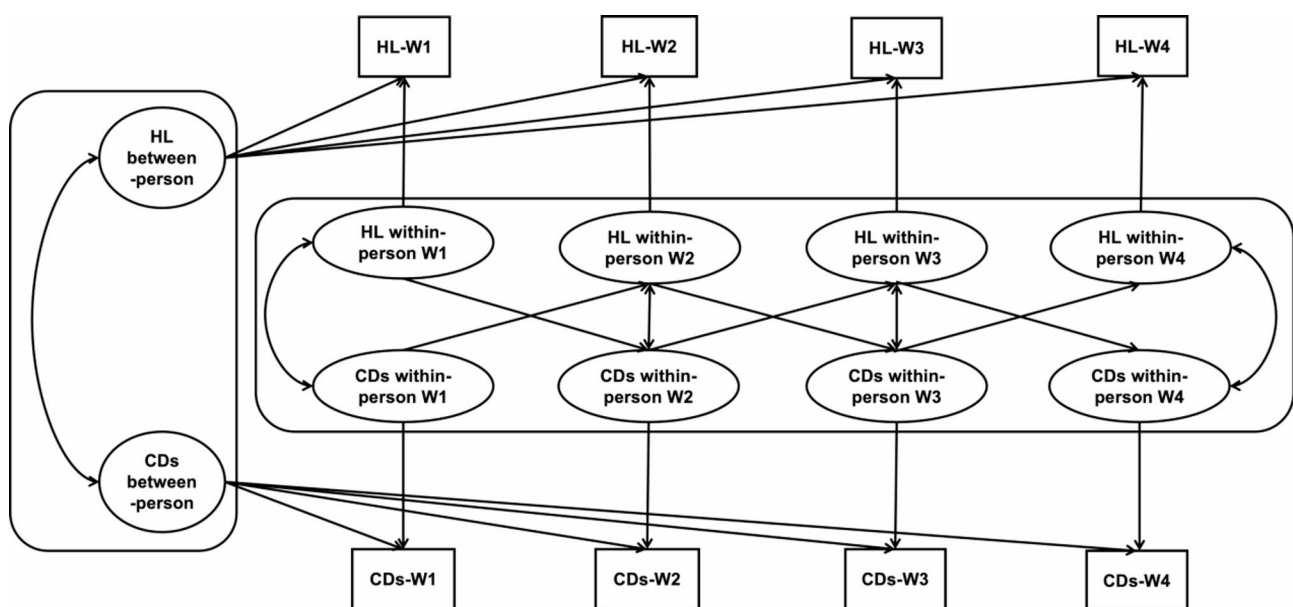 HL-W1
HL-W2
HL-W3
HL-W4
HL
between
-person
HL within-
person W1
HL within-
person W2
HL within-
person W3
HL within-
person W4
CDs within-
person W1
CDs within-
person W2
CDs within-
person W3
CDs within-
person W4
CDs
between
-person
CDs-W1
CDs-W2
CDs-W3
CDs-W4